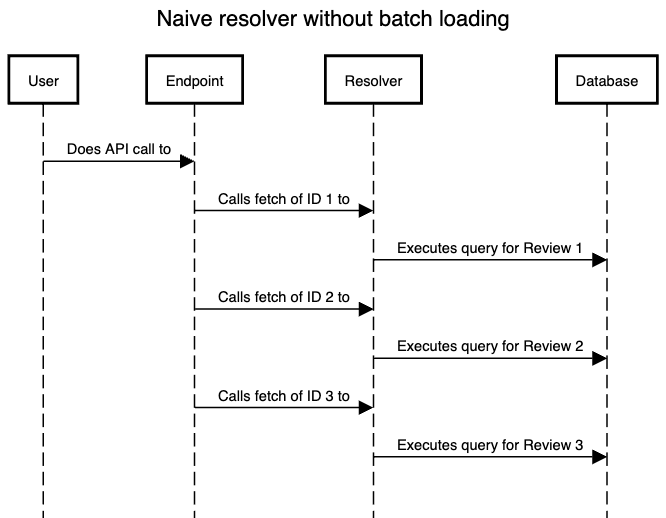 Naive resolver without batch loading
User
Endpoint
Resolver
Database
Does API call to
Calls fetch of ID 1 to
Executes query for Review 1
Calls fetch of ID 2 to
Executes query for Review 2
Calls fetch of ID 3 to
Executes query for Review 3